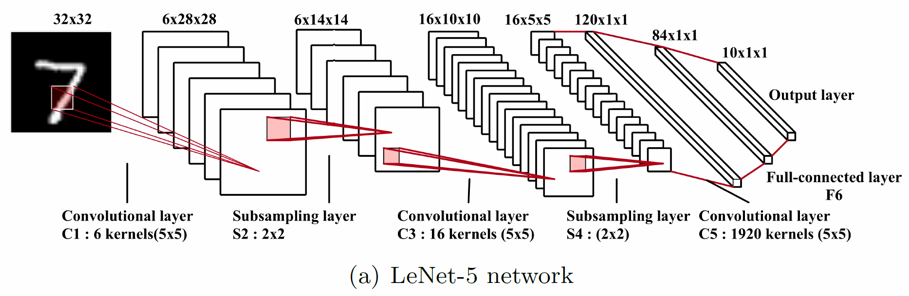 32x32 6x28x28 6x14x14 16x10x10 16x5x5 120x1x1
84x1x1
10x1x1
Output layer
Full-connected layer
F6
Convolutional layer
C1 : 6 kernels(5x5)
Subsampling layer
S2 : 2x2
Convolutional layer
C3 : 16 kernels (5x5)
Subsampling layer
S4 : (2x2)
Convolutional layer
C5 : 1920 kernels (5x5)
(a) LeNet-5 network